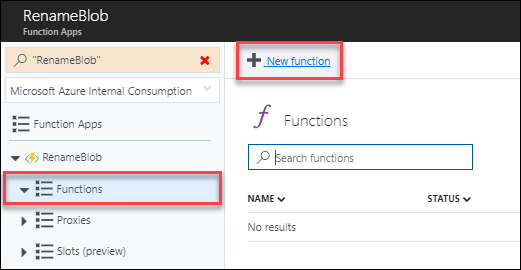 RenameBlob
Function Apps
"RenameBlob"
Microsoft Azure Internal Consumption
Function Apps
RenameBlob
Functions
Proxies
Slots (preview)
New function
Functions
Search functions
NAME STATUS
No results